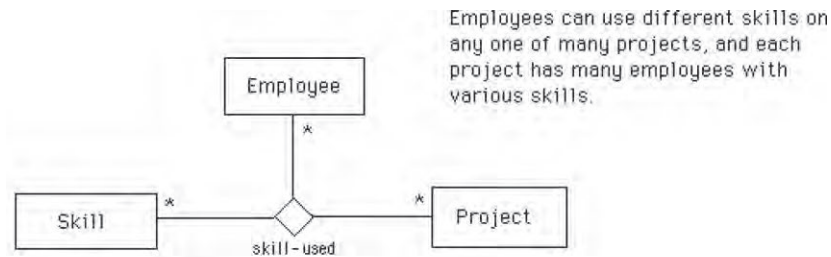 Employees can use different skills on
any one of many projects, and each
project has many employees with
various skills.
Employee
*
*
*
Skill
Project
skill-used